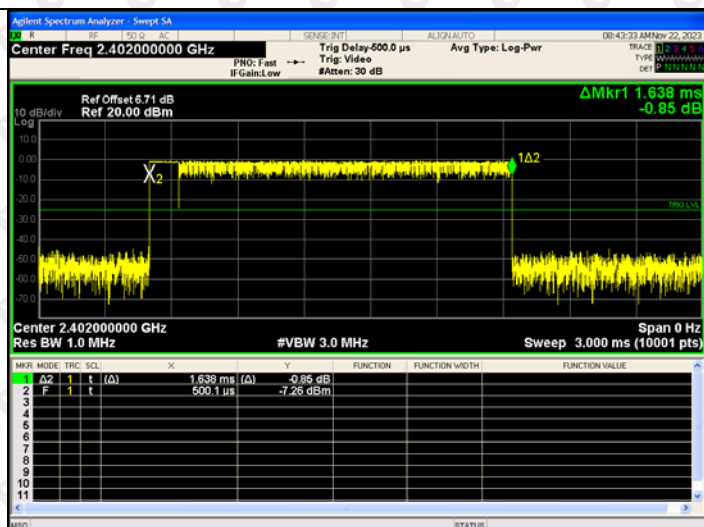 Agilent Spectrum Analyzer - Swept SA
R RF 50 Ω AC SENSE:INT ALIGN AUTO 08:43:33 AM Nov 22, 2023
Center Freq 2.402000000 GHz
PNO: Fast
IFGain:Low
Trig Delay-500.0 µs
Trig: Video
#Atten: 30 dB
Avg Type: Log-Pwr
TRACE 1 2 3 4 5 6
TYPE W
DET P N N N N N
ΔMkr1 1.638 ms
-0.85 dB
Ref Offset 6.71 dB
10 dB/div Ref 20.00 dBm
Log
10.0
0.00
-10.0
-20.0
-30.0
-40.0
-50.0
-60.0
-70.0
X2
1Δ2
TRIG LVL
Center 2.402000000 GHz Span 0 Hz
Res BW 1.0 MHz #VBW 3.0 MHz Sweep 3.000 ms (10001 pts)
MKR MODE TRC SCL X Y FUNCTION FUNCTION WIDTH FUNCTION VALUE
1 Δ2 1 t (Δ) 1.638 ms (Δ) -0.85 dB
2 F 1 t 500.1 µs -7.26 dBm
3
4
5
6
7
8
9
10
11
MSG STATUS